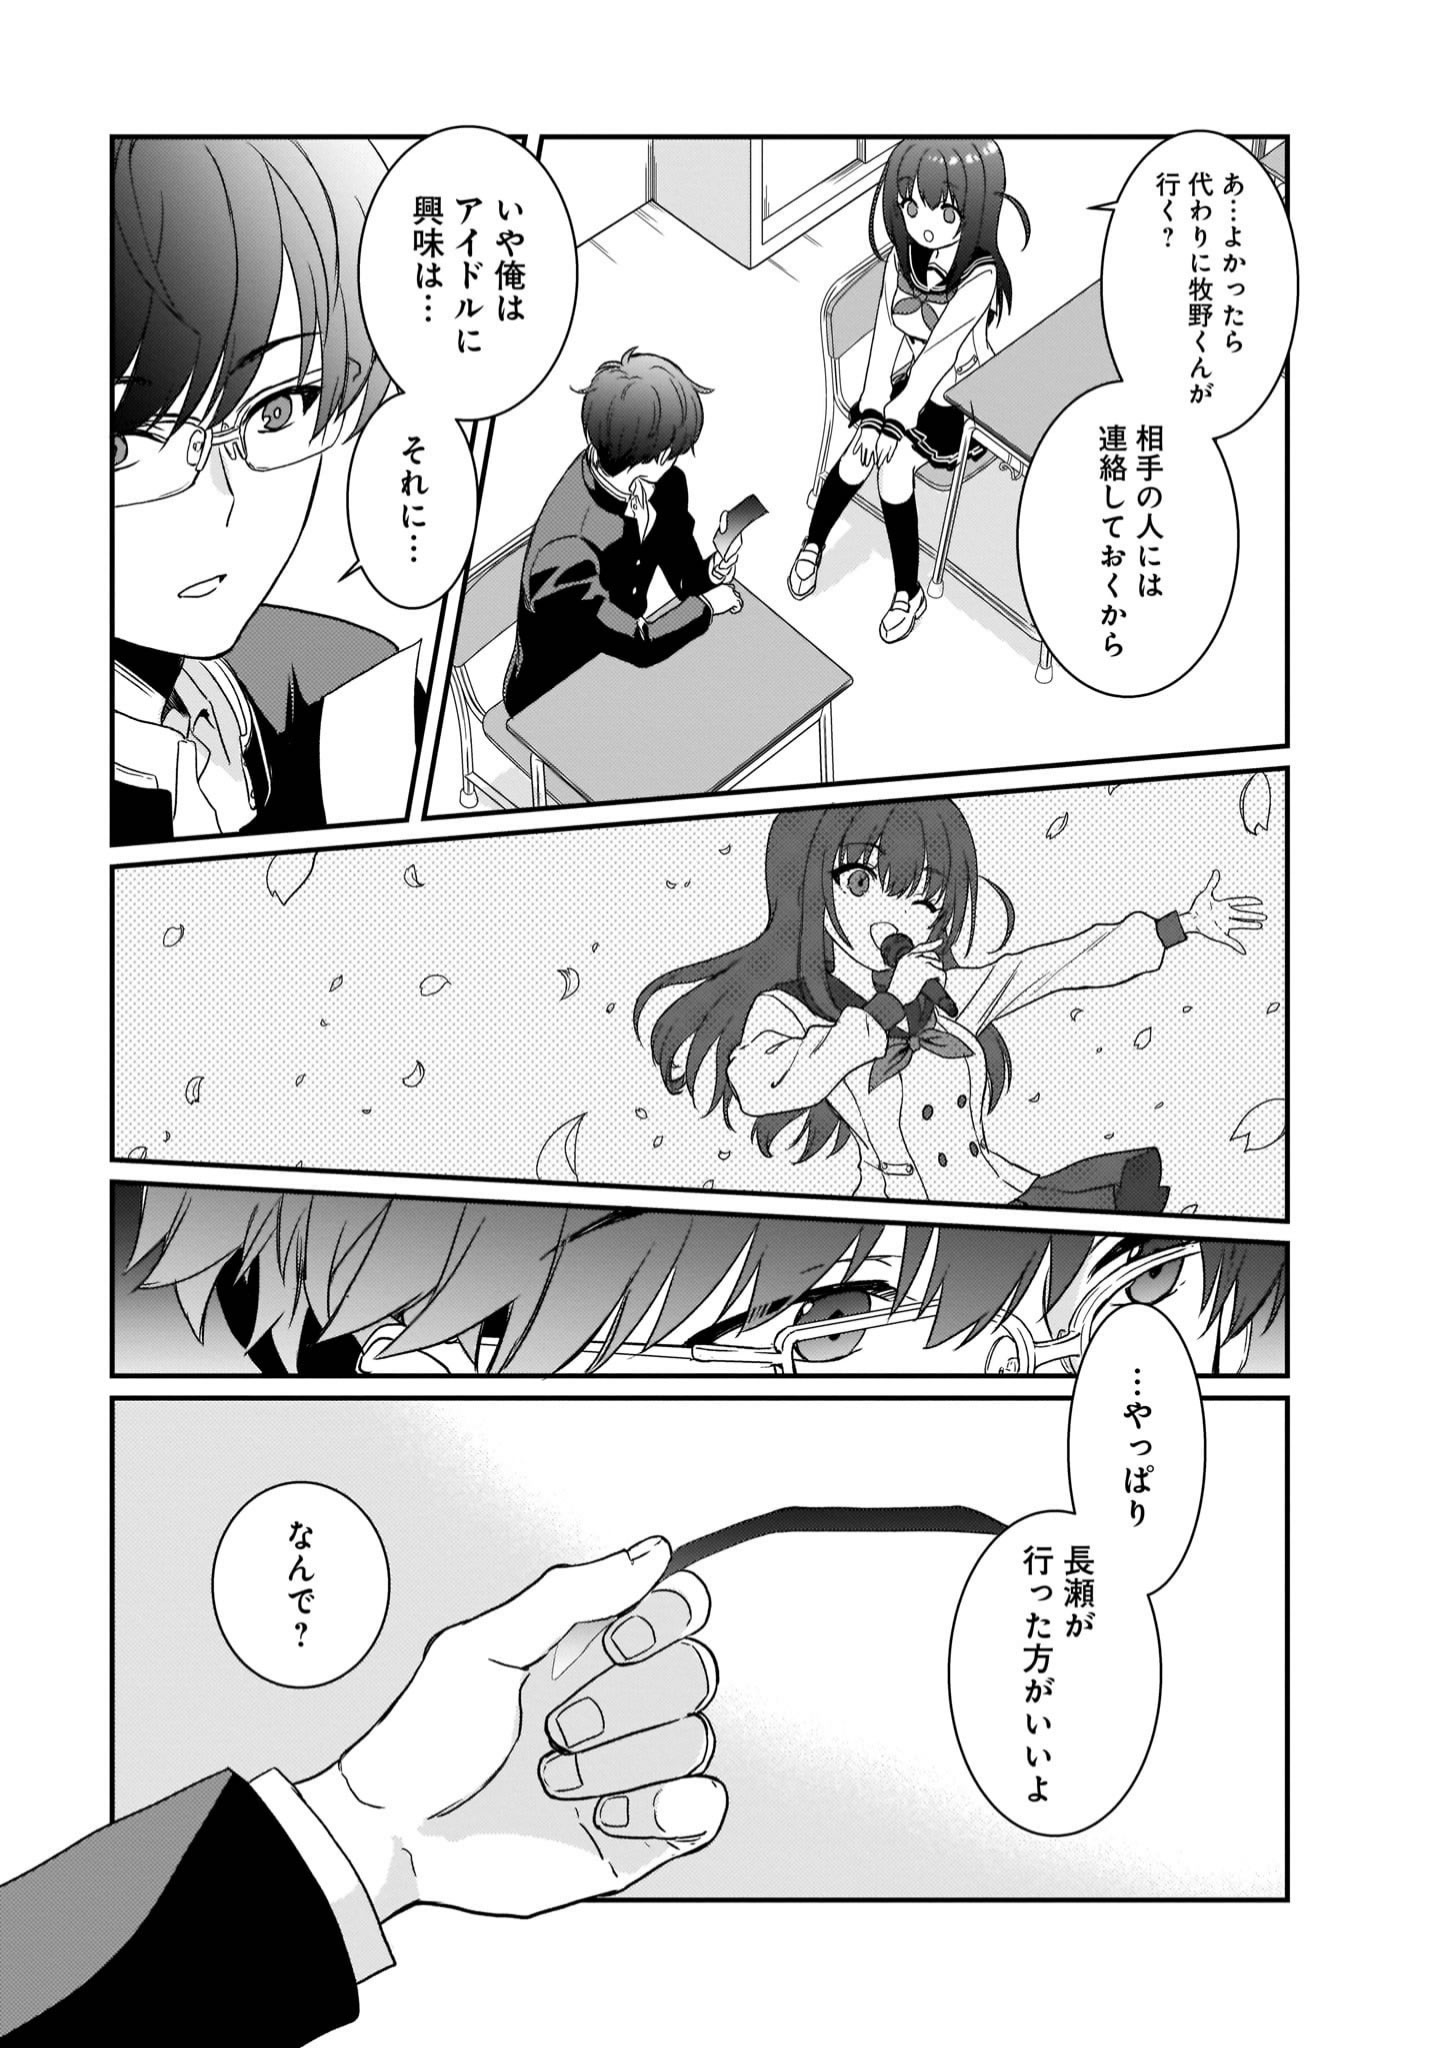 あ…よかったら
代わりに牧野くんが
行く?
相手の人には
連絡しておくから
いや俺は
アイドルに
興味は…
それに…
…やっぱり
長瀬が
行った方がいいよ
なんで?